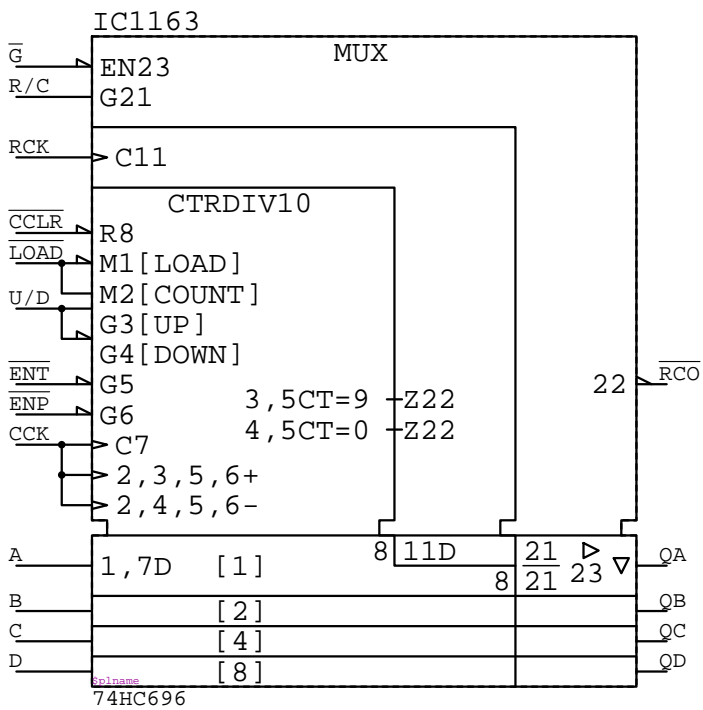 IC1163
MUX
G EN23
R/C G21
RCK C11
CTRDIV10
CCLR R8
LOAD M1[LOAD]
M2[COUNT]
U/D G3[UP]
G4[DOWN]
ENT G5
22 RCO
3,5CT=9 Z22
ENP G6
4,5CT=0 Z22
CCK C7
2,3,5,6+
2,4,5,6-
A 1,7D [1] 8 11D 8 21 21 23 QA
B [2] QB
C [4] QC
D [8] QD
$plname
74HC696